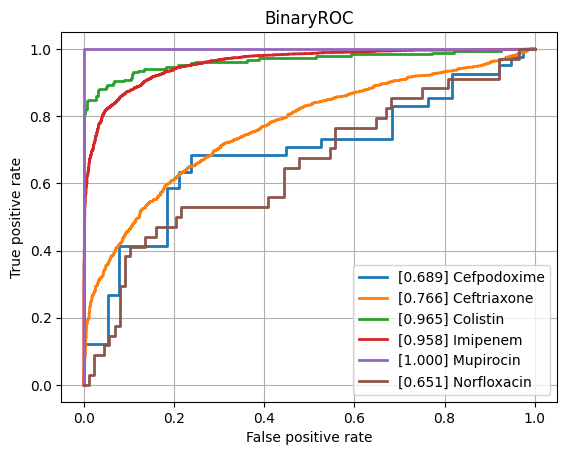 BinaryROC
True positive rate
1.0
0.8
0.6
0.4
0.2
0.0
[0.689] Cefpodoxime
[0.766] Ceftriaxone
[0.965] Colistin
[0.958] Imipenem
[1.000] Mupirocin
[0.651] Norfloxacin
0.0 0.2 0.4 0.6 0.8 1.0
False positive rate